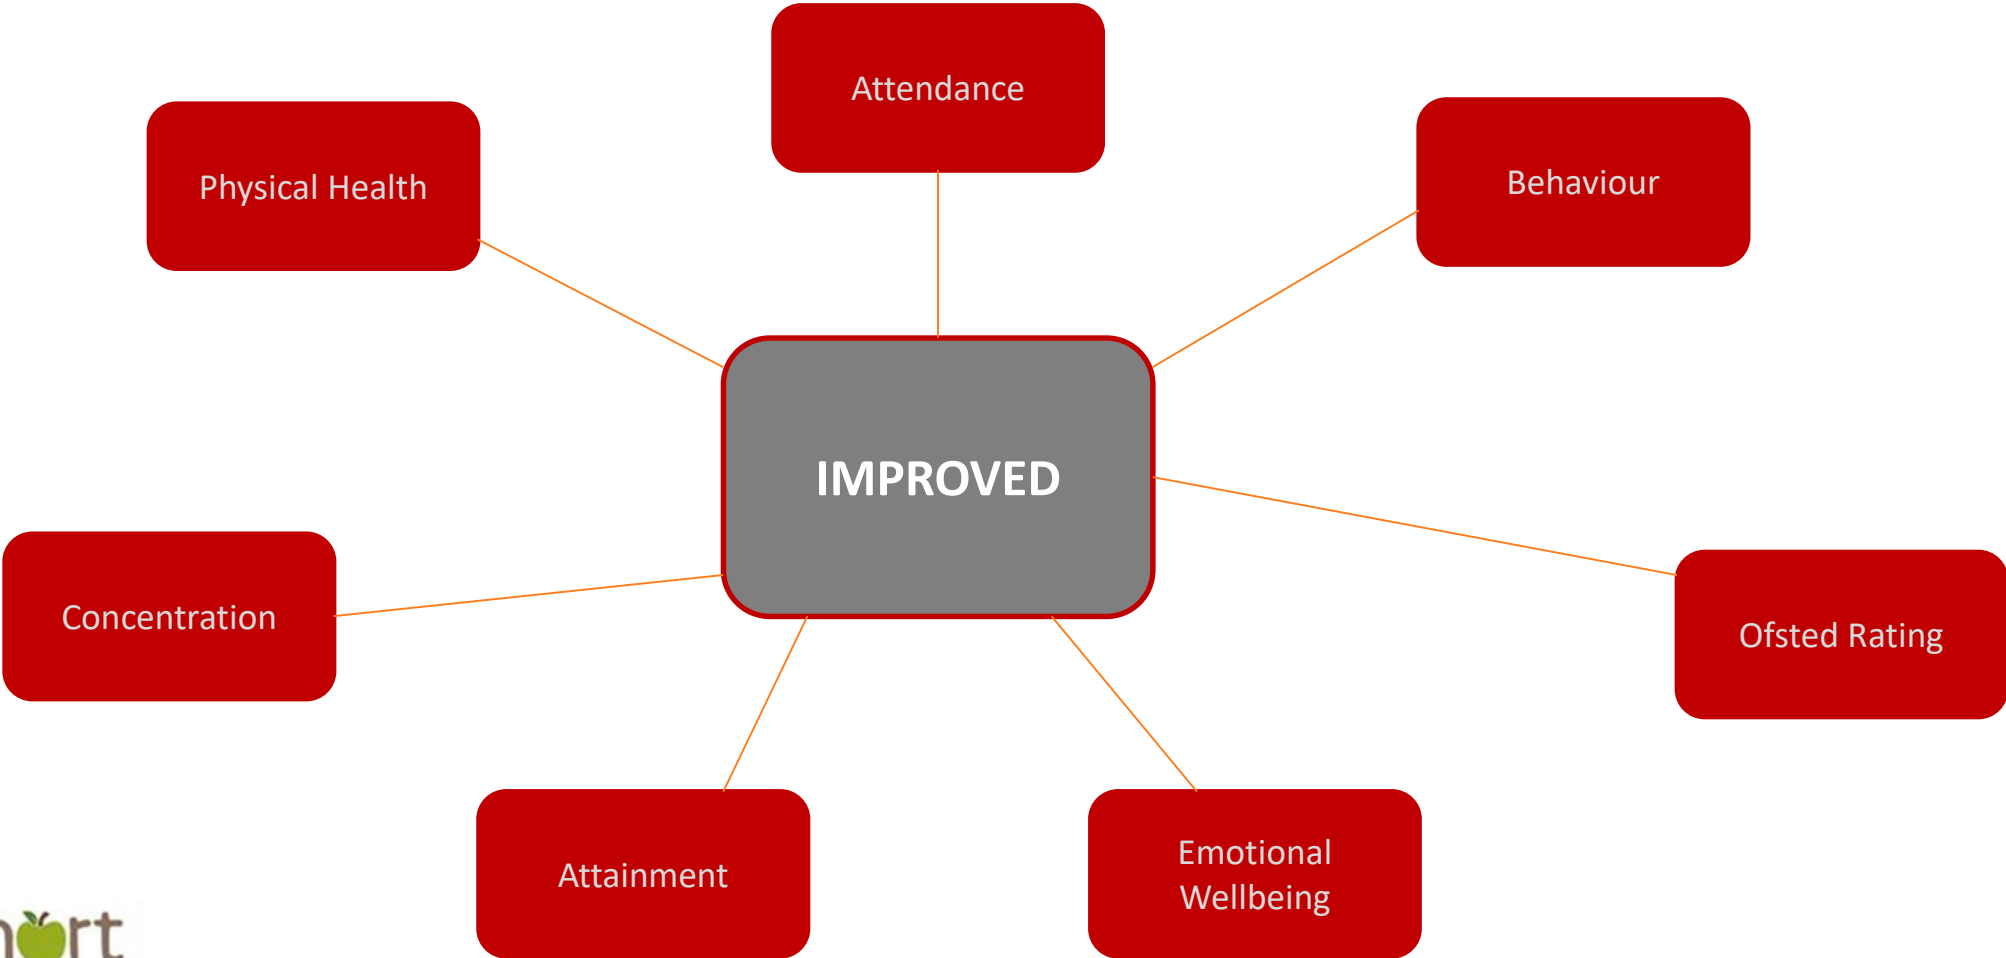 Attendance
Physical Health
Behaviour
IMPROVED
Concentration
Ofsted Rating
Attainment
Emotional
Wellbeing